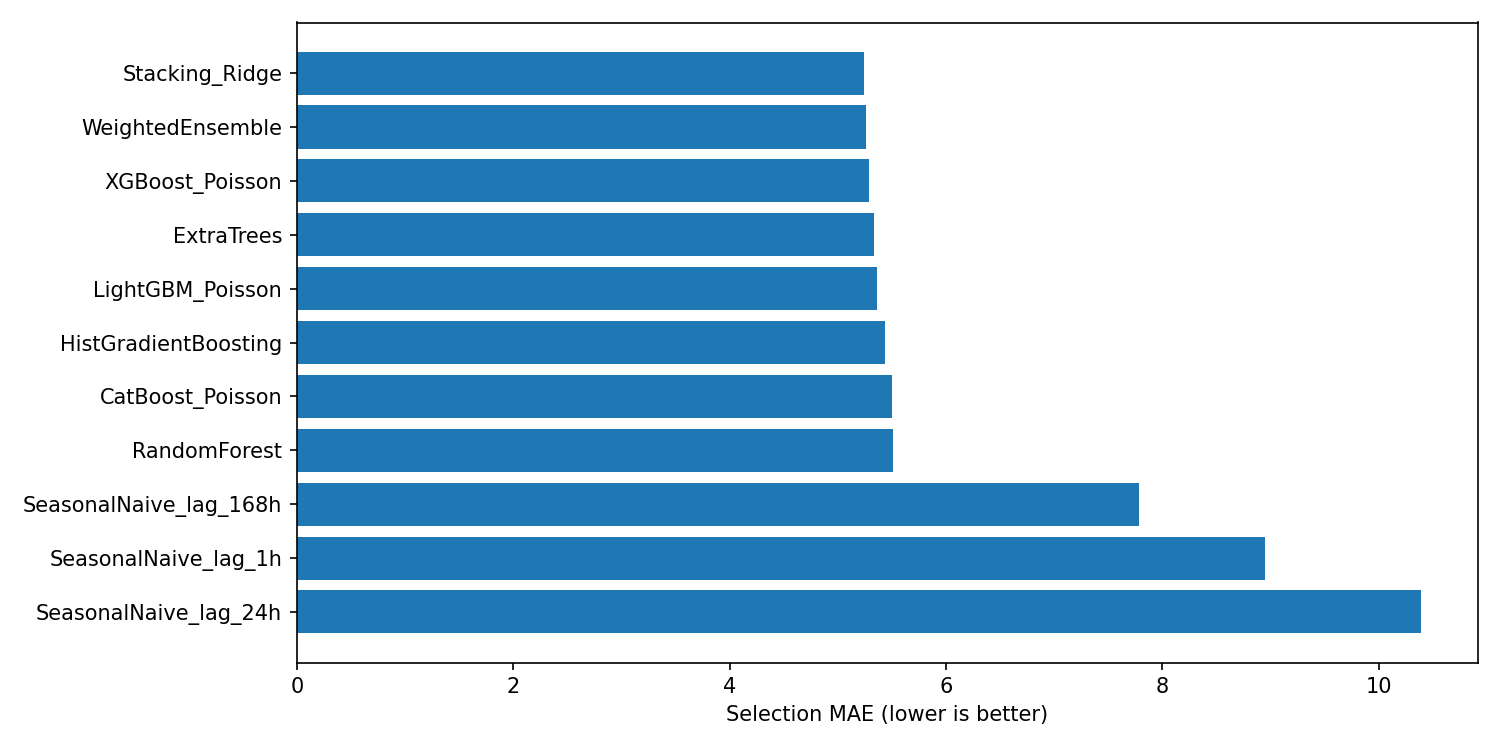 Stacking_Ridge
WeightedEnsemble
XGBoost_Poisson
ExtraTrees
LightGBM_Poisson
HistGradientBoosting
CatBoost_Poisson
RandomForest
SeasonalNaive_lag_168h
SeasonalNaive_lag_1h
SeasonalNaive_lag_24h
0 2 4 6 8 10
Selection MAE (lower is better)